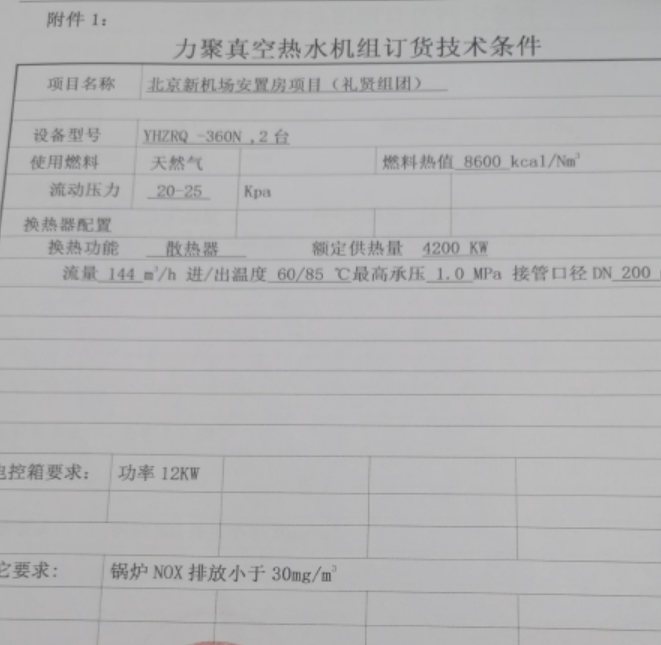 附件 1：
力聚真空热水机组订货技术条件
项目名称 北京新机场安置房项目（礼贤组团）
设备型号 YHZRQ -360N ,2 台
使用燃料 天然气 燃料热值 8600 kcal/Nm³
流动压力 20-25 Kpa
换热器配置
换热功能 散热器 额定供热量 4200 KW
流量 144 m³/h 进/出温度 60/85 ℃最高承压 1.0 MPa 接管口径 DN 200
电控箱要求： 功率 12KW
它要求： 锅炉 NOX 排放小于 30mg/m³